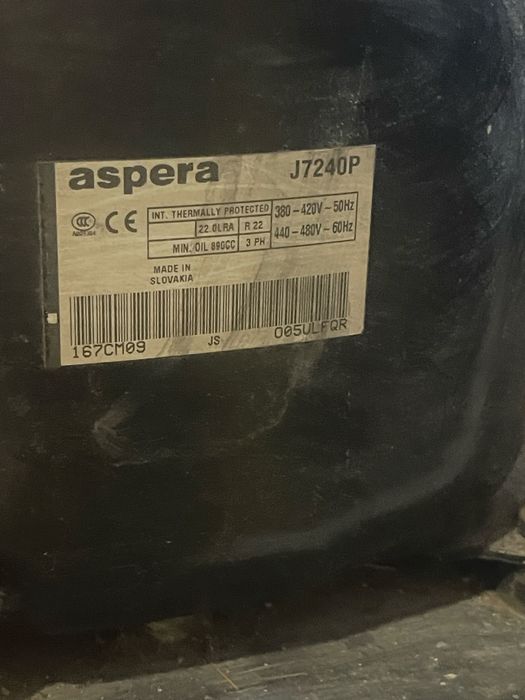 aspera J7240P
CCC CE INT. THERMALLY PROTECTED 380-420V-50Hz
22.0LRA R 22
440-480V-60Hz
MIN. OIL 890CC 3 PH
MADE IN
SLOVAKIA
167CM09 JS 005ULFQR